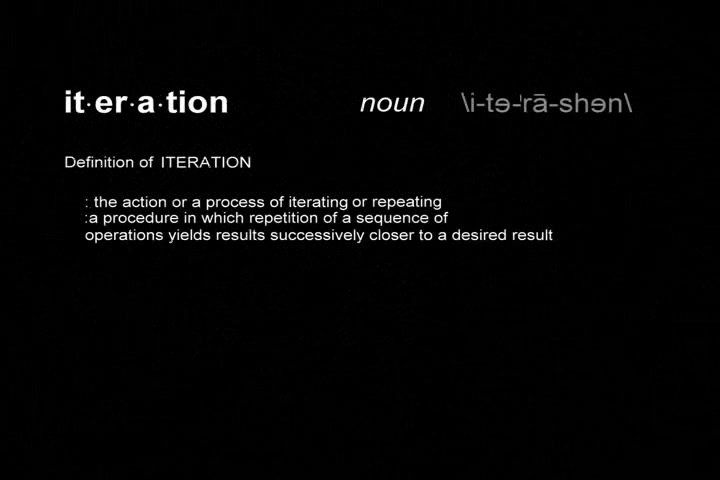 it·er·a·tion noun \i-tə-ˈrā-shən\
Definition of ITERATION
: the action or a process of iterating or repeating
:a procedure in which repetition of a sequence of
operations yields results successively closer to a desired result